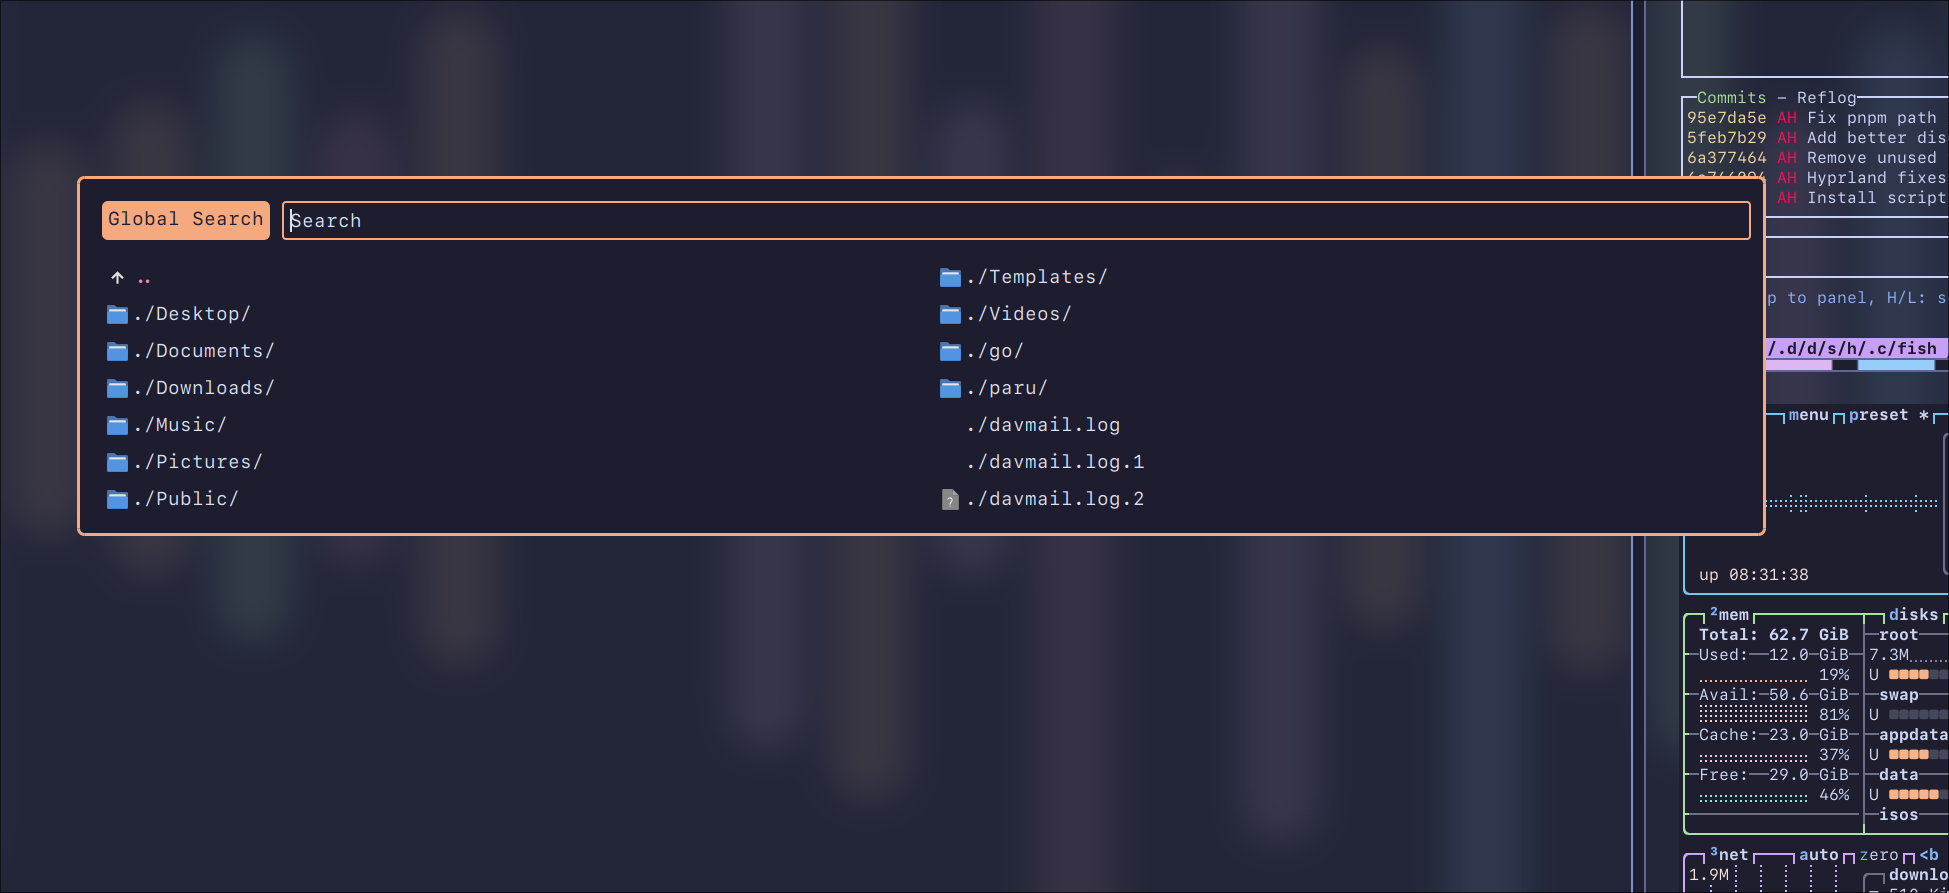 Global Search Search
..
./Desktop/
./Documents/
./Downloads/
./Music/
./Pictures/
./Public/
./Templates/
./Videos/
./go/
./paru/
./davmail.log
./davmail.log.1
./davmail.log.2
Commits - Reflog
95e7da5e AH Fix pnpm path
5feb7b29 AH Add better dis
6a377464 AH Remove unused
AH Hyprland fixes
AH Install script
p to panel, H/L: s
/.d/d/s/h/.c/fish
menu preset *
up 08:31:38
2mem disks
Total: 62.7 GiB root
Used: 12.0 GiB 7.3M
19% U
Avail: 50.6 GiB swap
81% U
Cache: 23.0 GiB appdata
37% U
Free: 29.0 GiB data
46% U
isos
3net auto zero <b
1.9M downlo